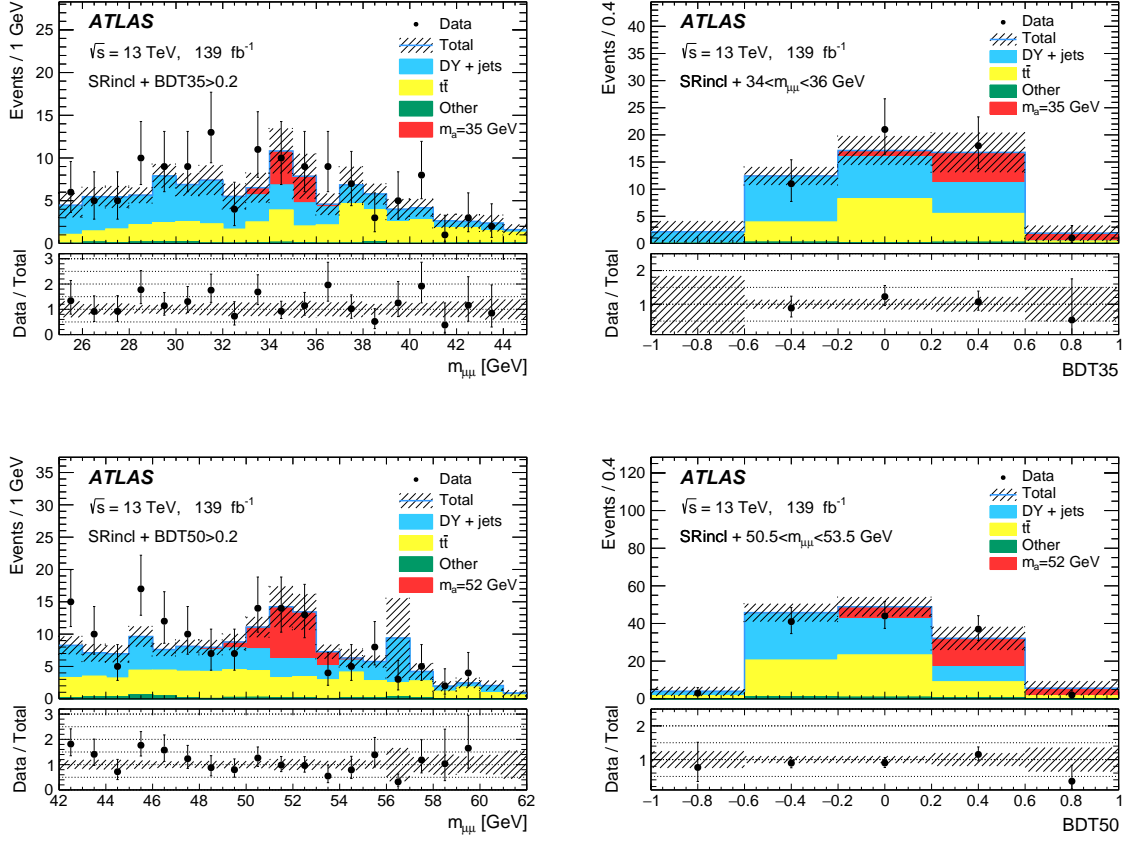 ATLAS
√s = 13 TeV, 139 fb⁻¹
SRincl + BDT35>0.2
Data
Total
DY + jets
tt̄
Other
mₐ=35 GeV
Events / 1 GeV
0 5 10 15 20 25
Data / Total
0 1 2 3
26 28 30 32 34 36 38 40 42 44
m_μμ [GeV]
ATLAS
√s = 13 TeV, 139 fb⁻¹
SRincl + 34<m_μμ<36 GeV
Data
Total
DY + jets
tt̄
Other
mₐ=35 GeV
Events / 0.4
0 5 10 15 20 25 30 35 40
Data / Total
1 2
−1 −0.8 −0.6 −0.4 −0.2 0 0.2 0.4 0.6 0.8 1
BDT35
ATLAS
√s = 13 TeV, 139 fb⁻¹
SRincl + BDT50>0.2
Data
Total
DY + jets
tt̄
Other
mₐ=52 GeV
Events / 1 GeV
0 5 10 15 20 25 30 35
Data / Total
0 1 2 3
42 44 46 48 50 52 54 56 58 60 62
m_μμ [GeV]
ATLAS
√s = 13 TeV, 139 fb⁻¹
SRincl + 50.5<m_μμ<53.5 GeV
Data
Total
DY + jets
tt̄
Other
mₐ=52 GeV
Events / 0.4
0 20 40 60 80 100 120
Data / Total
1 2
−1 −0.8 −0.6 −0.4 −0.2 0 0.2 0.4 0.6 0.8 1
BDT50